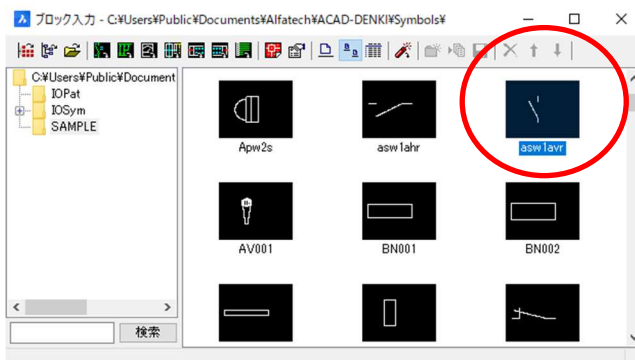 ブロック入力 - C:¥Users¥Public¥Documents¥Alfatech¥ACAD-DENKI¥Symbols¥
C:¥Users¥Public¥Document
IOPat
IOSym
SAMPLE
Apw2s
asw1ahr
asw1avr
AV001
BN001
BN002
検索